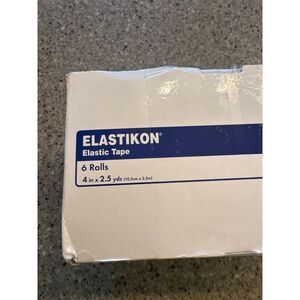 ELASTIKON®
Elastic Tape
6 Rolls
4 in x 2.5 yds (10.2cm x 2.3m)